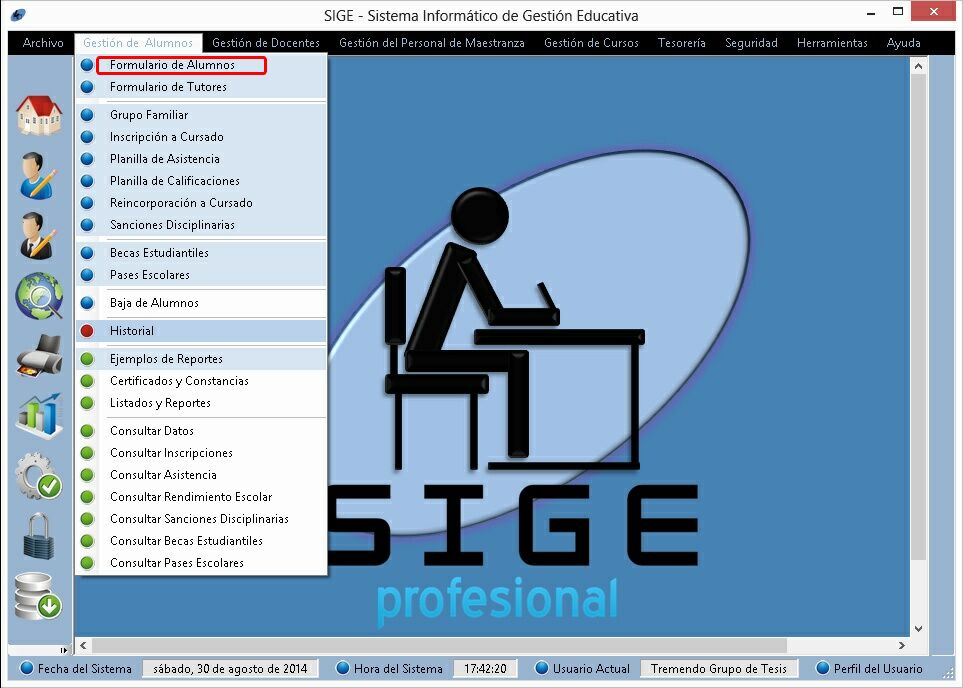 SIGE - Sistema Informático de Gestión Educativa
Archivo Gestión de Alumnos Gestión de Docentes Gestión del Personal de Maestranza Gestión de Cursos Tesorería Seguridad Herramientas Ayuda
Formulario de Alumnos
Formulario de Tutores
Grupo Familiar
Inscripción a Cursado
Planilla de Asistencia
Planilla de Calificaciones
Reincorporación a Cursado
Sanciones Disciplinarias
Becas Estudiantiles
Pases Escolares
Baja de Alumnos
Historial
Ejemplos de Reportes
Certificados y Constancias
Listados y Reportes
Consultar Datos
Consultar Inscripciones
Consultar Asistencia
Consultar Rendimiento Escolar
Consultar Sanciones Disciplinarias
Consultar Becas Estudiantiles
Consultar Pases Escolares
SIGE
profesional
Fecha del Sistema sábado, 30 de agosto de 2014 Hora del Sistema 17:42:20 Usuario Actual Tremendo Grupo de Tesis Perfil del Usuario